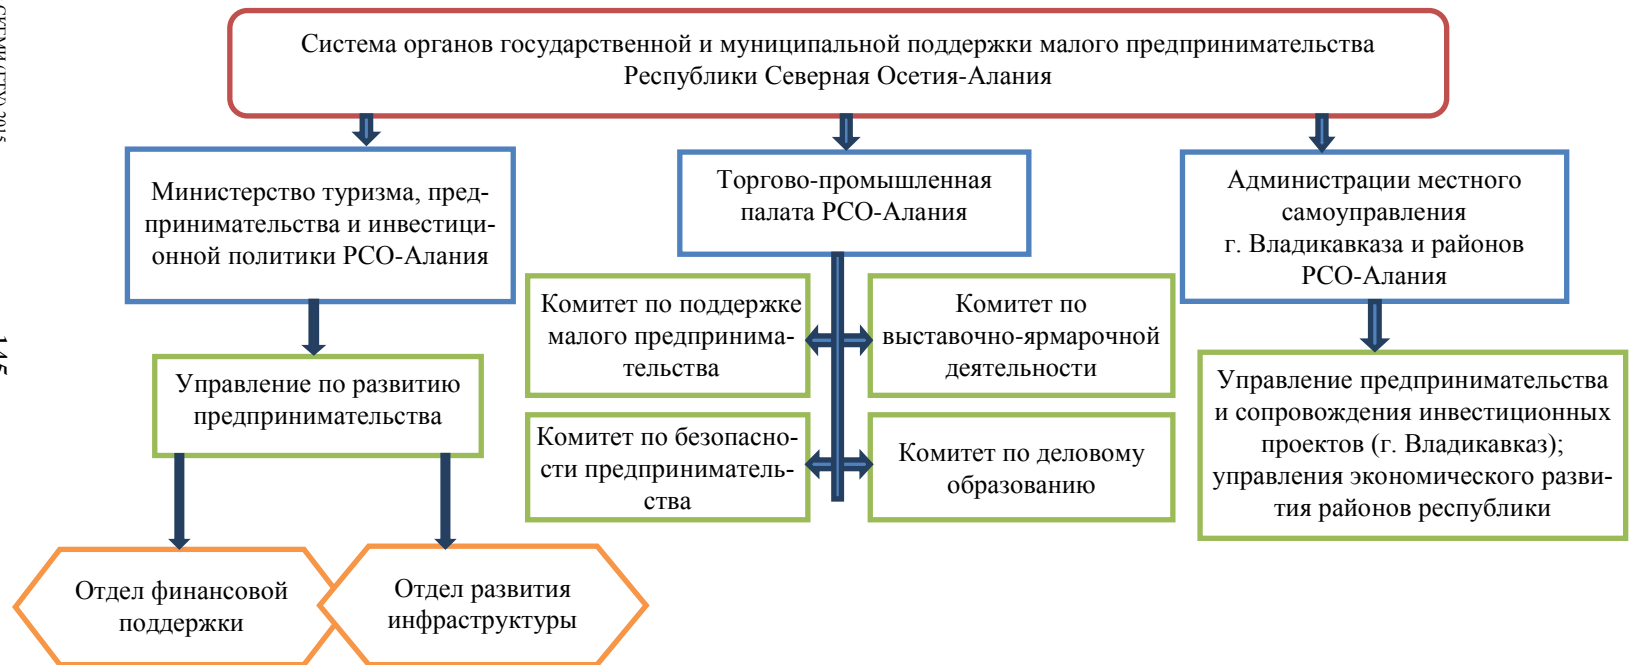 Система органов государственной и муниципальной поддержки малого предпринимательства
Республики Северная Осетия-Алания
Министерство туризма, пред-
принимательства и инвестици-
онной политики РСО-Алания
Торгово-промышленная
палата РСО-Алания
Администрации местного
самоуправления
г. Владикавказа и районов
РСО-Алания
Управление по развитию
предпринимательства
Комитет по поддержке
малого предпринима-
тельства
Комитет по
выставочно-ярмарочной
деятельности
Комитет по безопасно-
сти предприниматель-
ства
Комитет по деловому
образованию
Управление предпринимательства
и сопровождения инвестиционных
проектов (г. Владикавказ);
управления экономического разви-
тия районов республики
Отдел финансовой
поддержки
Отдел развития
инфраструктуры